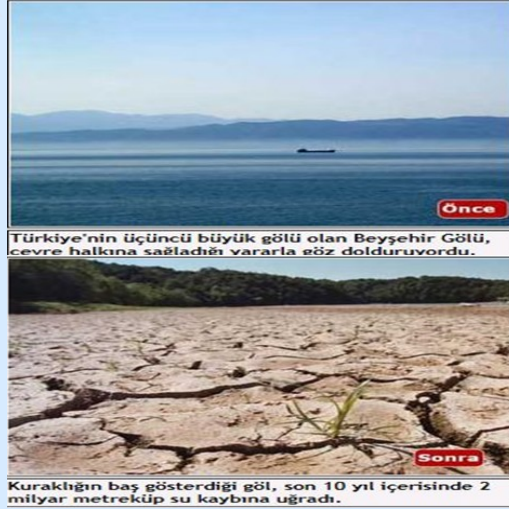 Önce
Türkiye'nin üçüncü büyük gölü olan Beyşehir Gölü,
çevre halkına sağladığı yararla göz dolduruyordu.
Sonra
Kuraklığın baş gösterdiği göl, son 10 yıl içerisinde 2
milyar metreküp su kaybına uğradı.